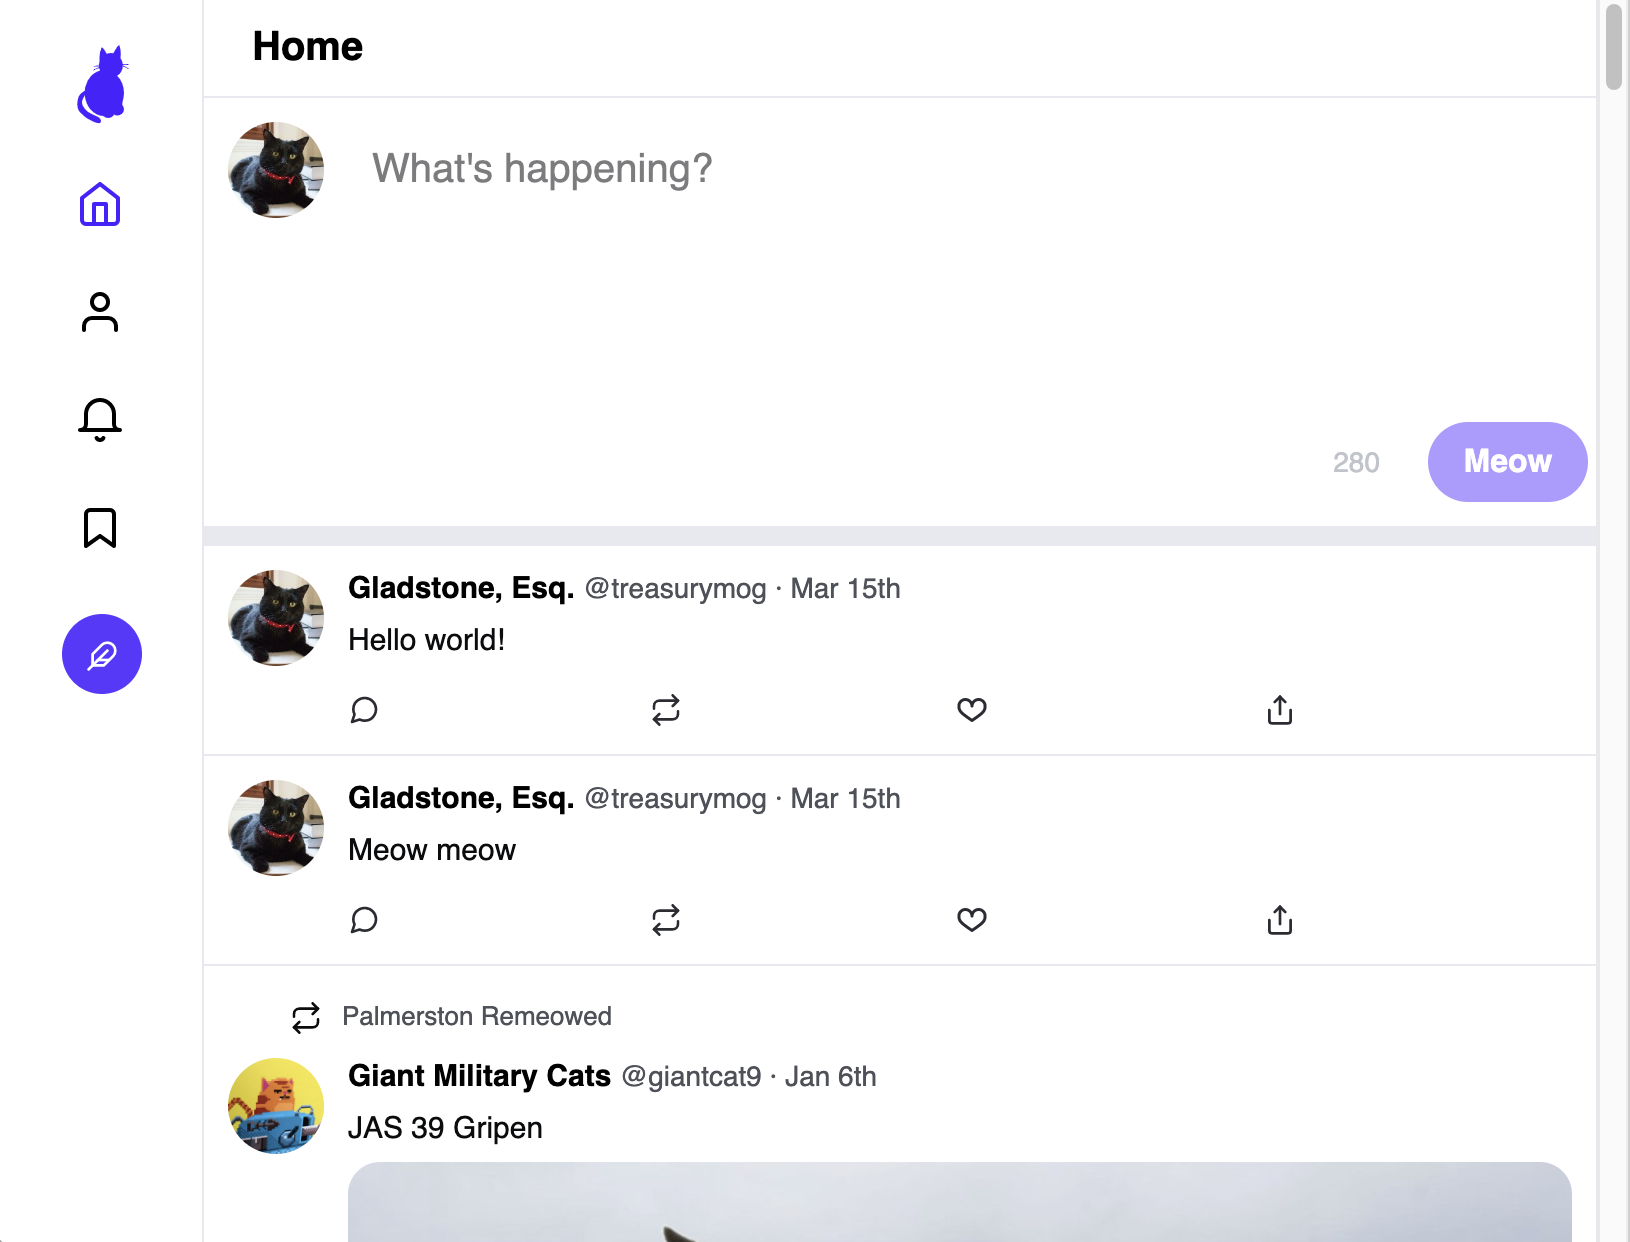 Home
What's happening?
280
Meow
Gladstone, Esq. @treasurymog · Mar 15th
Hello world!
Gladstone, Esq. @treasurymog · Mar 15th
Meow meow
Palmerston Remeowed
Giant Military Cats @giantcat9 · Jan 6th
JAS 39 Gripen